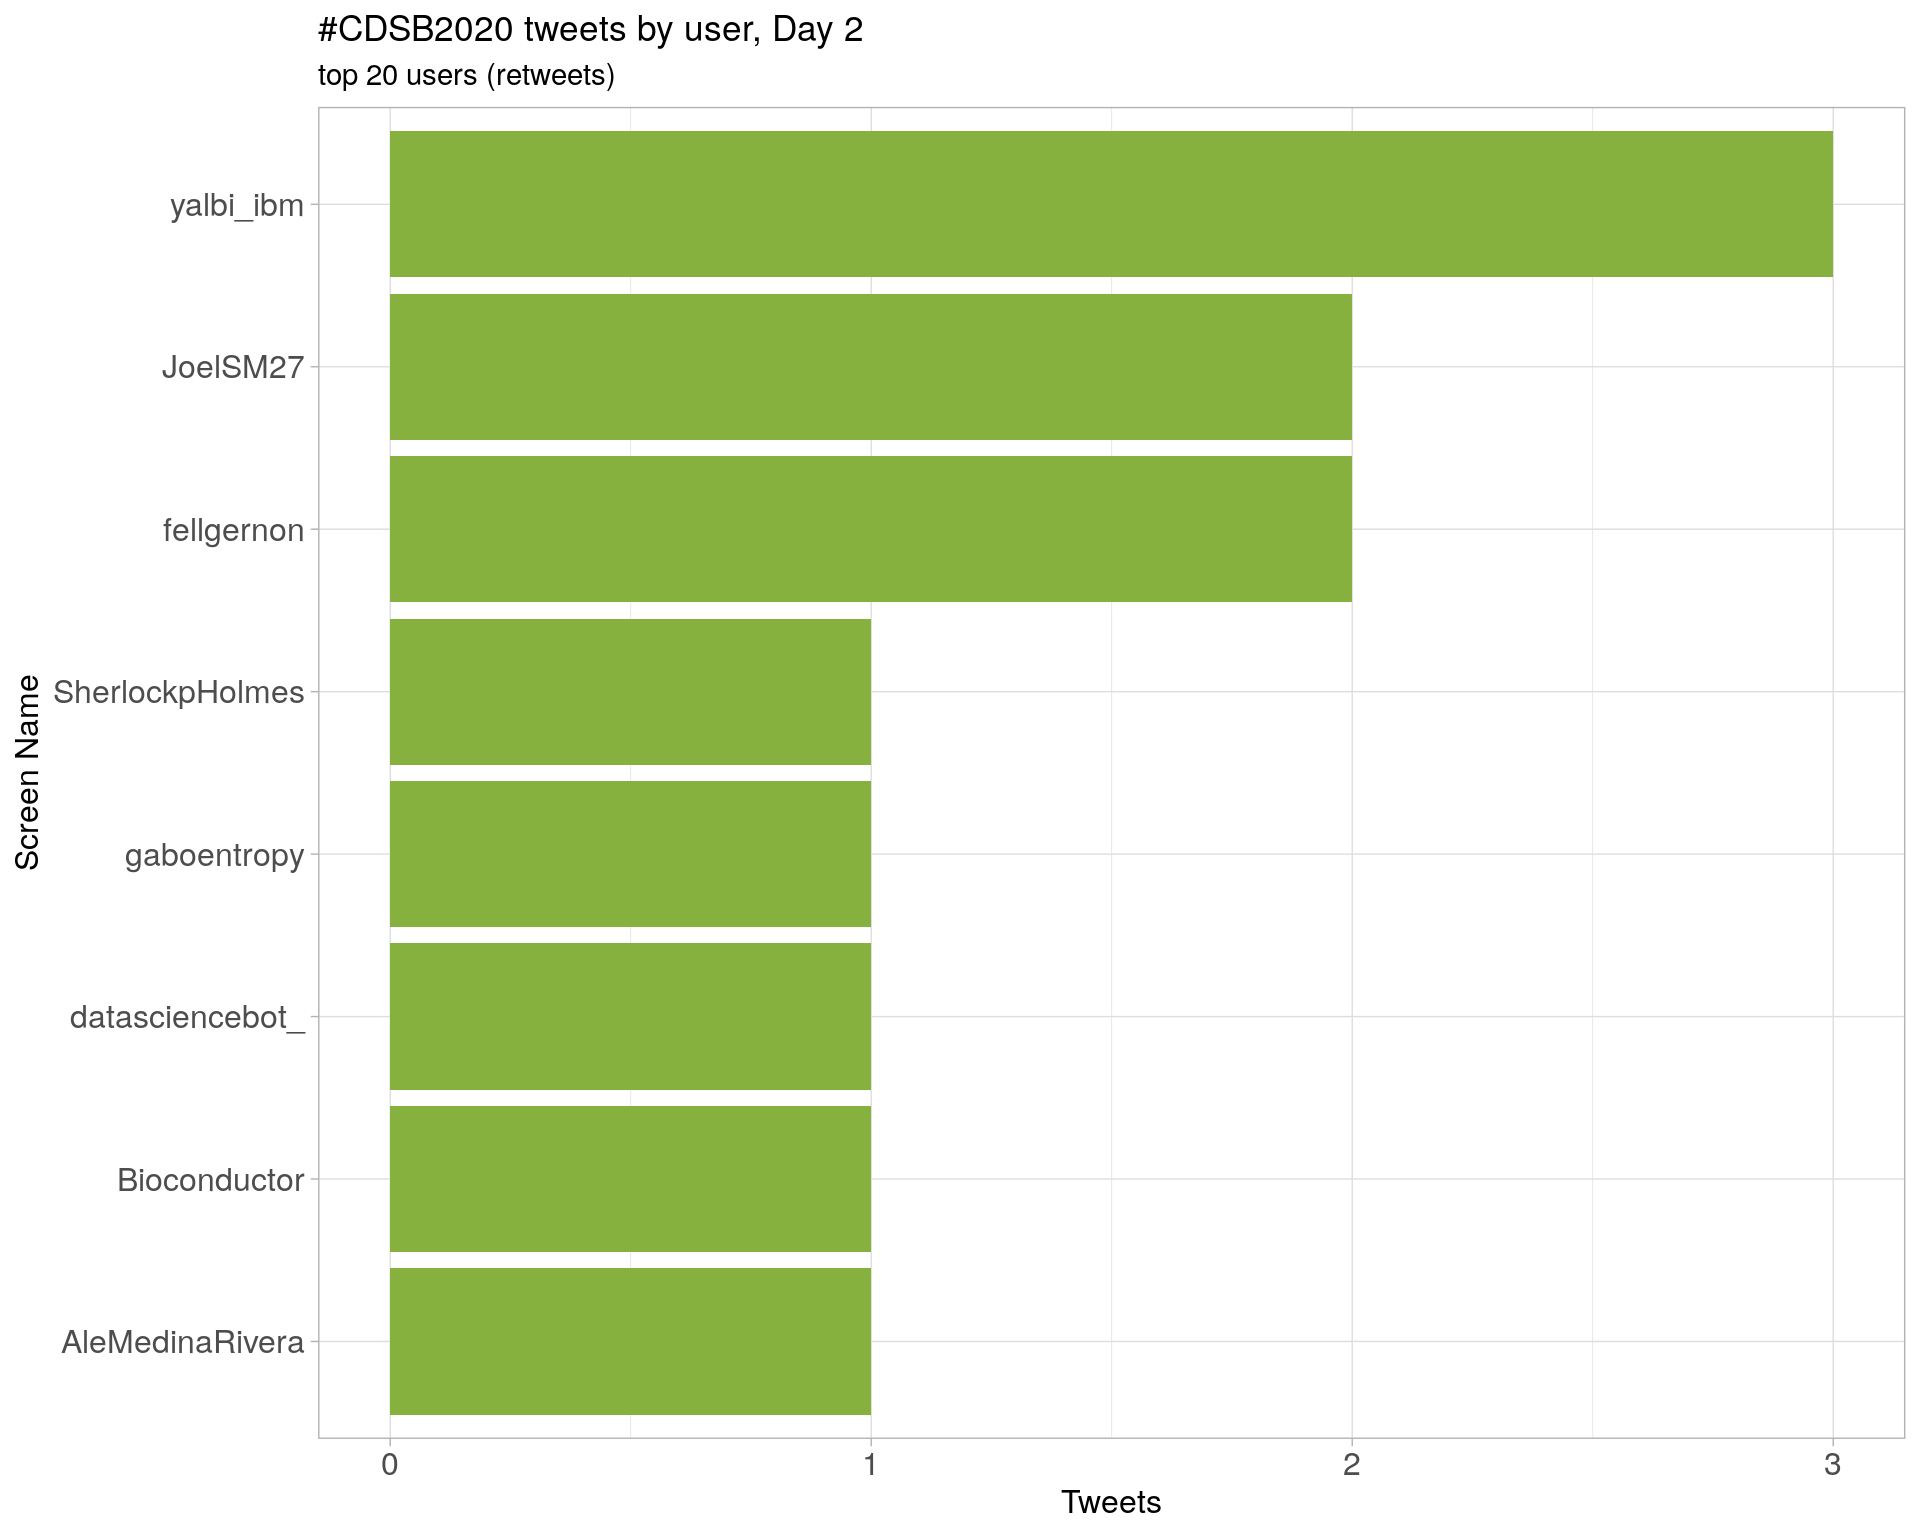 #CDSB2020 tweets by user, Day 2
top 20 users (retweets)
yalbi_ibm
JoelSM27
fellgernon
SherlockpHolmes
gaboentropy
datasciencebot_
Bioconductor
AleMedinaRivera
Screen Name
0 1 2 3
Tweets